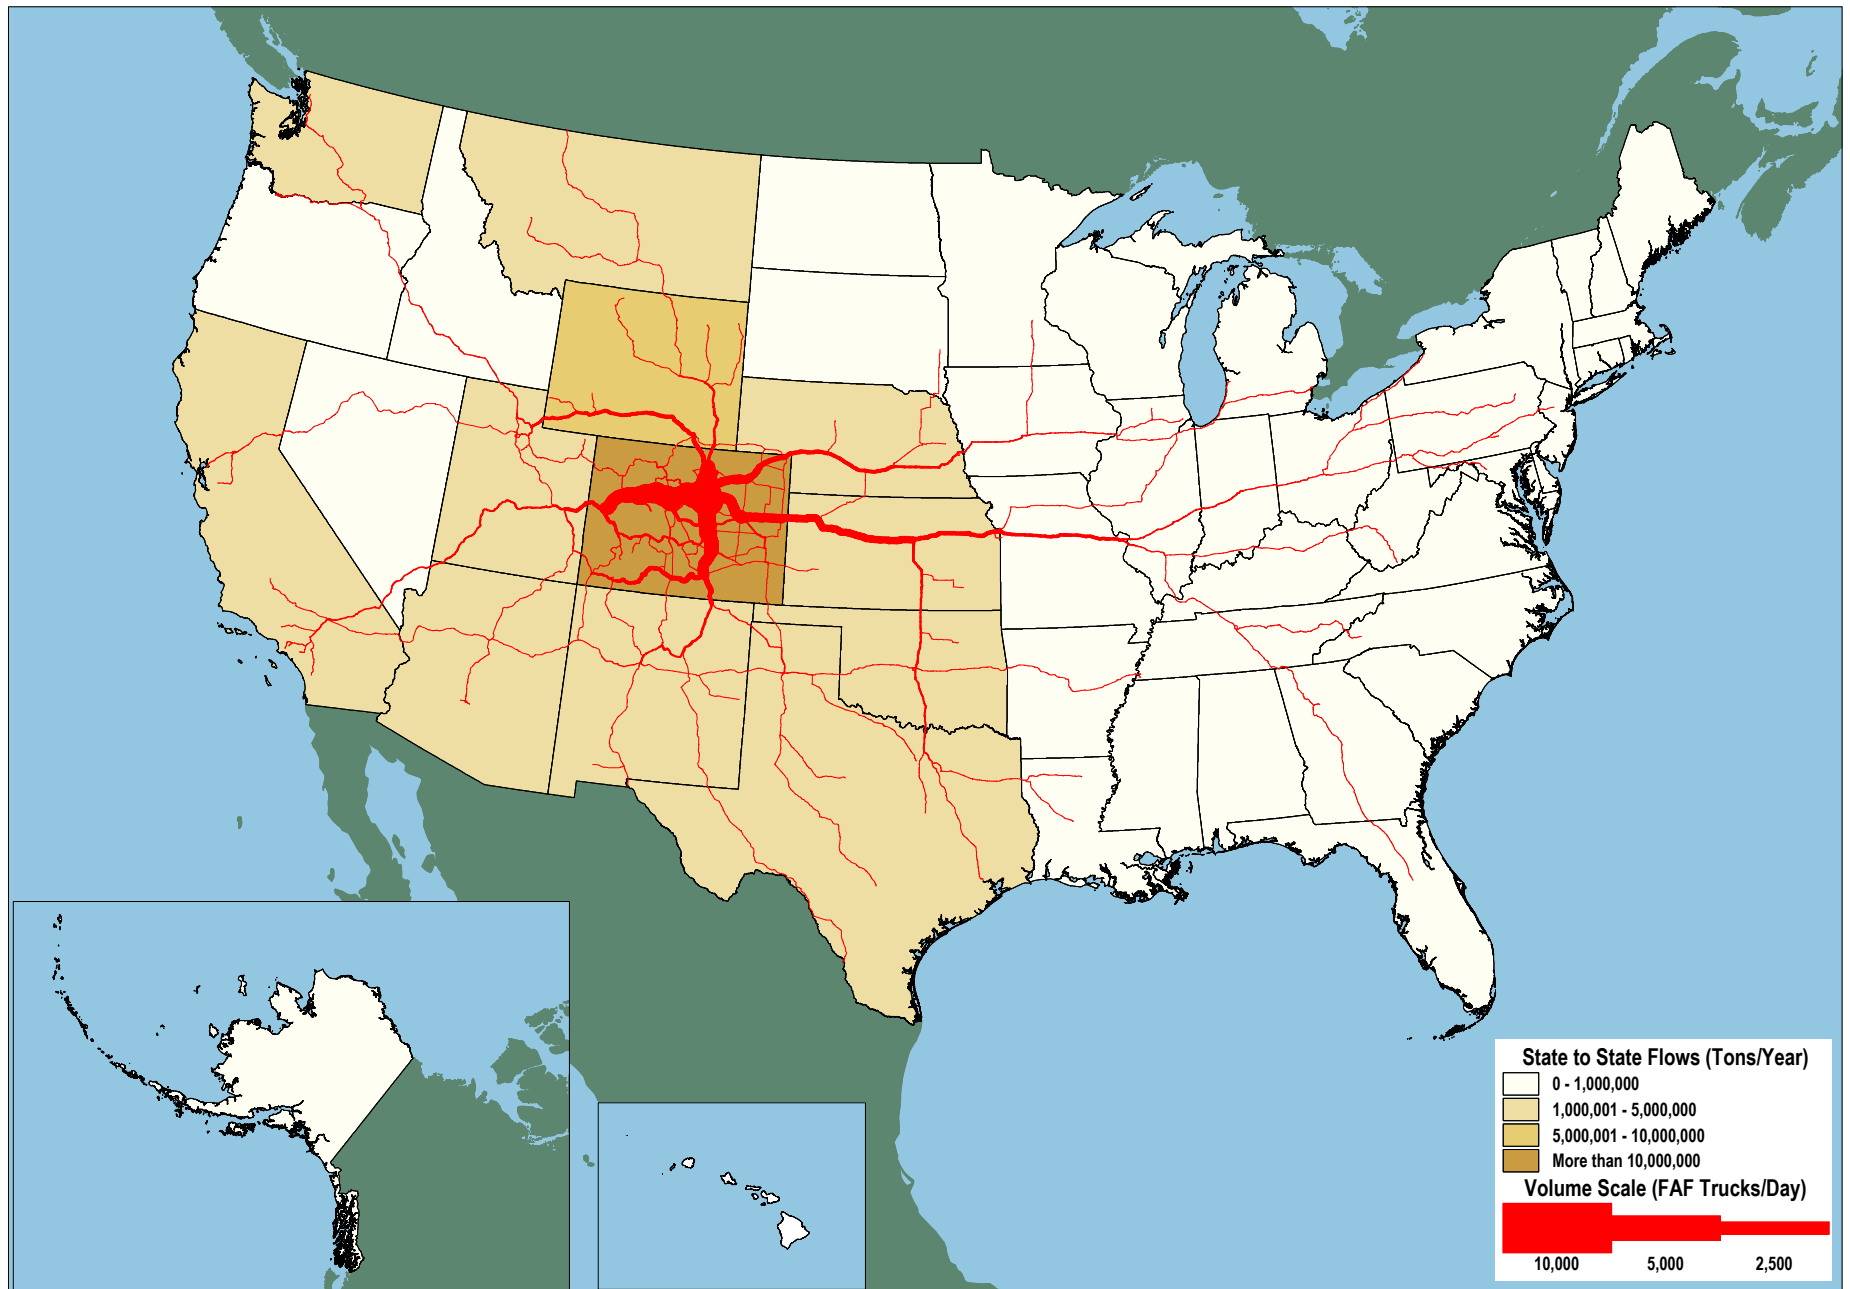 State to State Flows (Tons/Year)
0 - 1,000,000
1,000,001 - 5,000,000
5,000,001 - 10,000,000
More than 10,000,000
Volume Scale (FAF Trucks/Day)
10,000 5,000 2,500